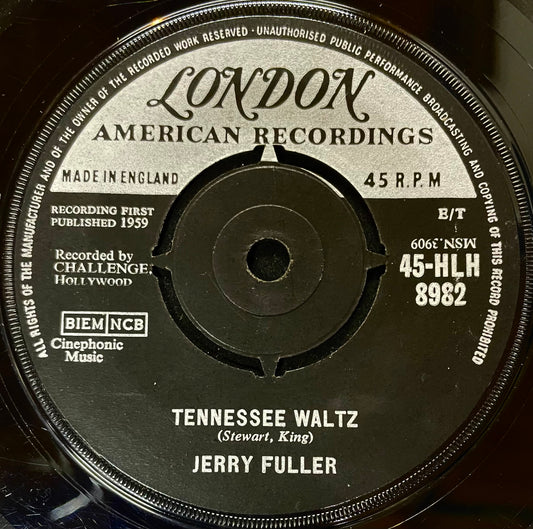 ALL RIGHTS OF THE MANUFACTURER AND OF THE OWNER OF THE RECORDED WORK RESERVED · UNAUTHORISED PUBLIC PERFORMANCE BROADCASTING AND COPYING OF THIS RECORD PROHIBITED
LONDON
AMERICAN RECORDINGS
MADE IN ENGLAND
45 R.P.M
RECORDING FIRST
PUBLISHED 1959
E/T
Recorded by
CHALLENGE,
HOLLYWOOD
MSN.3909
45-HLH
8982
BIEM NCB
Cinephonic
Music
TENNESSEE WALTZ
(Stewart, King)
JERRY FULLER